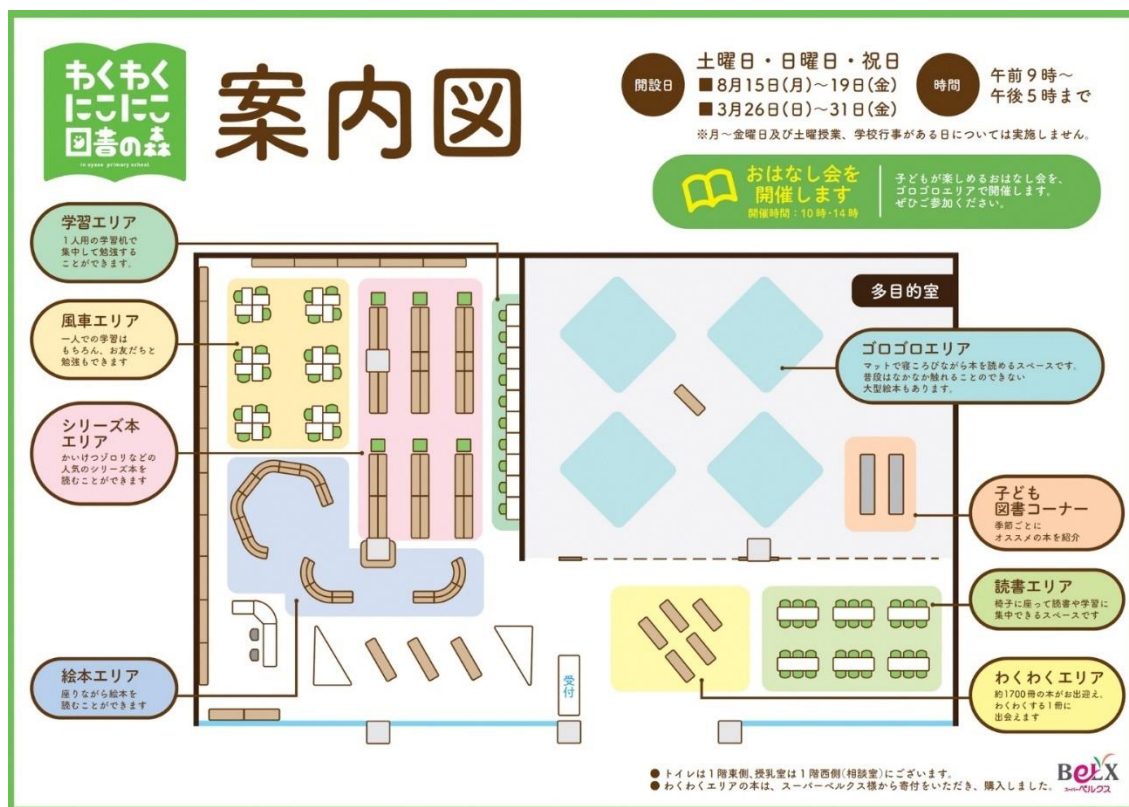 わくわく
にこにこ
図書の森
in ayase primary school
案内図
開設日
土曜日・日曜日・祝日
■8月15日(月)～19日(金)
■3月26日(日)～31日(金)
時間
午前9時～
午後5時まで
※月～金曜日及び土曜授業、学校行事がある日については実施しません。
おはなし会を
開催します
開催時間：10時・14時
子どもが楽しめるおはなし会を、
ゴロゴロエリアで開催します。
ぜひご参加ください。
学習エリア
1人用の学習机で
集中して勉強する
ことができます。
風車エリア
一人での学習は
もちろん、お友だちと
勉強もできます
シリーズ本
エリア
かいけつゾロリなどの
人気のシリーズ本を
読むことができます
絵本エリア
座りながら絵本を
読むことができます
多目的室
ゴロゴロエリア
マットで寝ころびながら本を読めるスペースです。
普段はなかなか触れることのできない
大型絵本もあります。
子ども
図書コーナー
季節ごとに
オススメの本を紹介
読書エリア
椅子に座って読書や学習に
集中できるスペースです
わくわくエリア
約1700冊の本がお出迎え。
わくわくする1冊に
出会えます
受付
●トイレは1階東側、授乳室は1階西側(相談室)にございます。
●わくわくエリアの本は、スーパーベルクス様から寄付をいただき、購入しました。
BeLX
スーパーベルクス